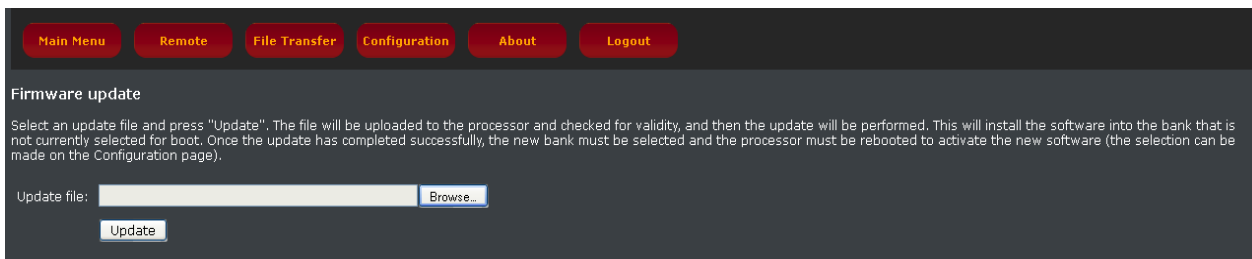 Main Menu Remote File Transfer Configuration About Logout
Firmware update
Select an update file and press "Update". The file will be uploaded to the processor and checked for validity, and then the update will be performed. This will install the software into the bank that is
not currently selected for boot. Once the update has completed successfully, the new bank must be selected and the processor must be rebooted to activate the new software (the selection can be
made on the Configuration page).
Update file: Browse...
Update